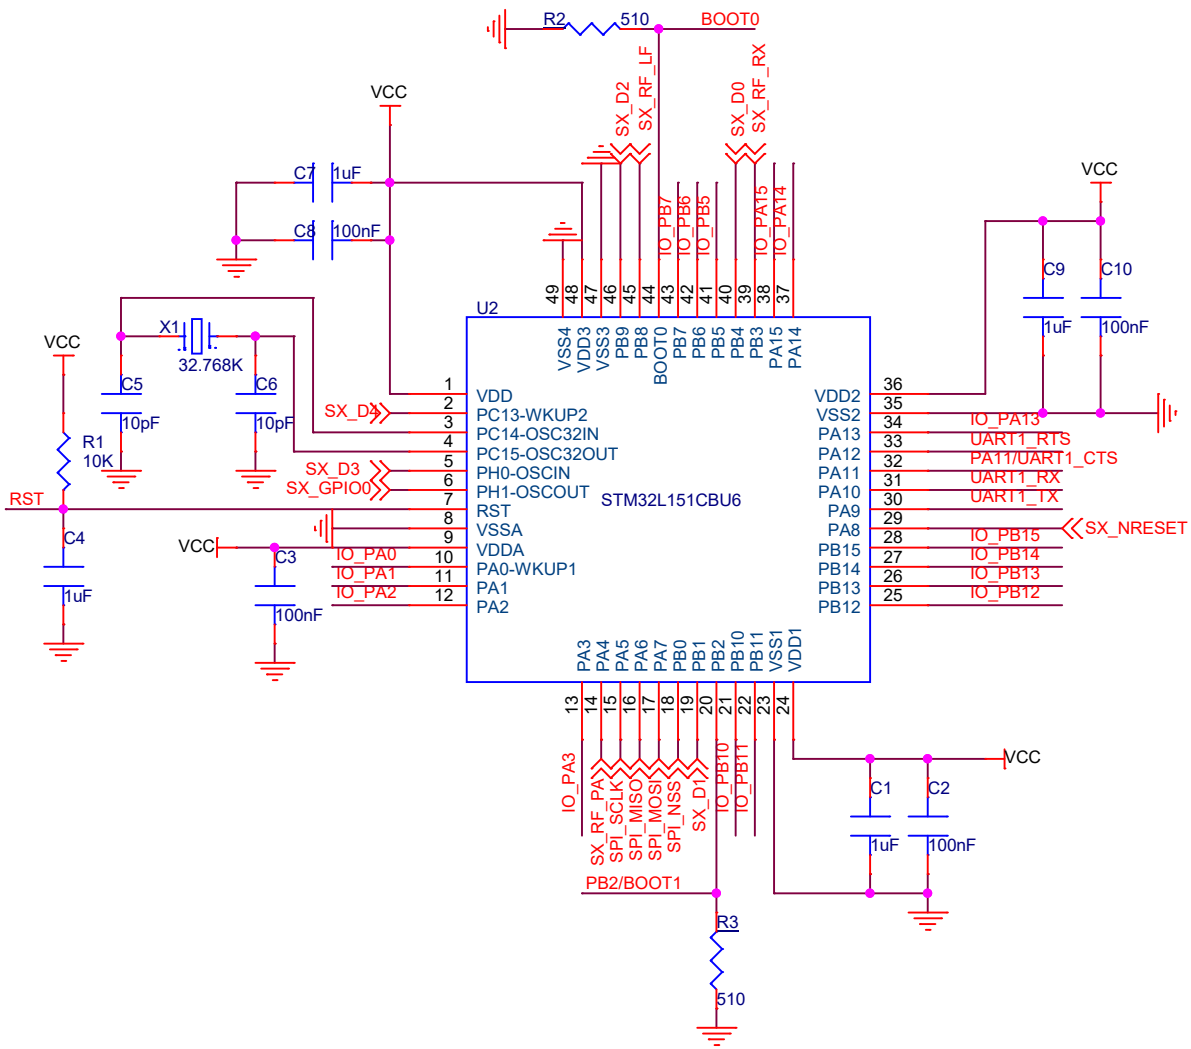 R2
510
BOOT0
SX_D2
SX_RF_LF
SX_D0
SX_RF_RX
VCC
C7
1uF
C8
100nF
IO_PB7
IO_PB6
IO_PB5
IO_PA15
IO_PA14
VCC
C9
1uF
C10
100nF
49
48
47
46
45
44
43
42
41
40
39
38
37
U2
VSS4
VDD3
VSS3
PB9
PB8
BOOT0
PB7
PB6
PB5
PB4
PB3
PA15
PA14
X1
32.768K
VCC
C5
10pF
C6
10pF
R1
10K
RST
C4
1uF
VCC
C3
100nF
SX_D4
SX_D3
SX_GPIO0
IO_PA0
IO_PA1
IO_PA2
1 VDD
2 PC13-WKUP2
3 PC14-OSC32IN
4 PC15-OSC32OUT
5 PH0-OSCIN
6 PH1-OSCOUT
7 RST
8 VSSA
9 VDDA
10 PA0-WKUP1
11 PA1
12 PA2
STM32L151CBU6
VDD2 36
VSS2 35
PA13 34 IO_PA13
PA12 33 UART1_RTS
PA11 32 PA11/UART1_CTS
PA10 31 UART1_RX
PA9 30 UART1_TX
PA8 29 SX_NRESET
PB15 28 IO_PB15
PB14 27 IO_PB14
PB13 26 IO_PB13
PB12 25 IO_PB12
PA3
PA4
PA5
PA6
PA7
PB0
PB1
PB2
PB10
PB11
VSS1
VDD1
13
14
15
16
17
18
19
20
21
22
23
24
IO_PA3
SX_RF_PA
SPI_SCLK
SPI_MISO
SPI_MOSI
SPI_NSS
SX_D1
IO_PB10
IO_PB11
VCC
C1
1uF
C2
100nF
PB2/BOOT1
R3
510